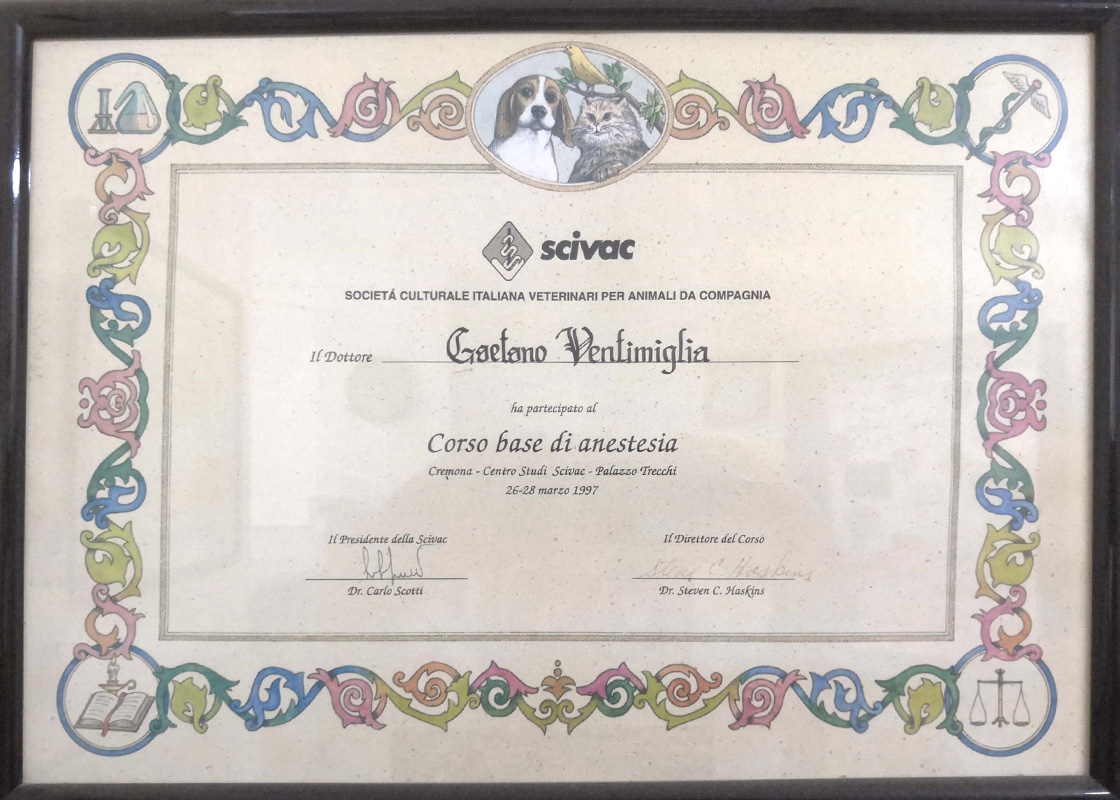 scivac
SOCIETÁ CULTURALE ITALIANA VETERINARI PER ANIMALI DA COMPAGNIA
Il Dottore Gaetano Ventimiglia
ha partecipato al
Corso base di anestesia
Cremona - Centro Studi Scivac - Palazzo Trecchi
26-28 marzo 1997
Il Presidente della Scivac
Dr. Carlo Scotti
Il Direttore del Corso
Steve C. Haskins
Dr. Steven C. Haskins